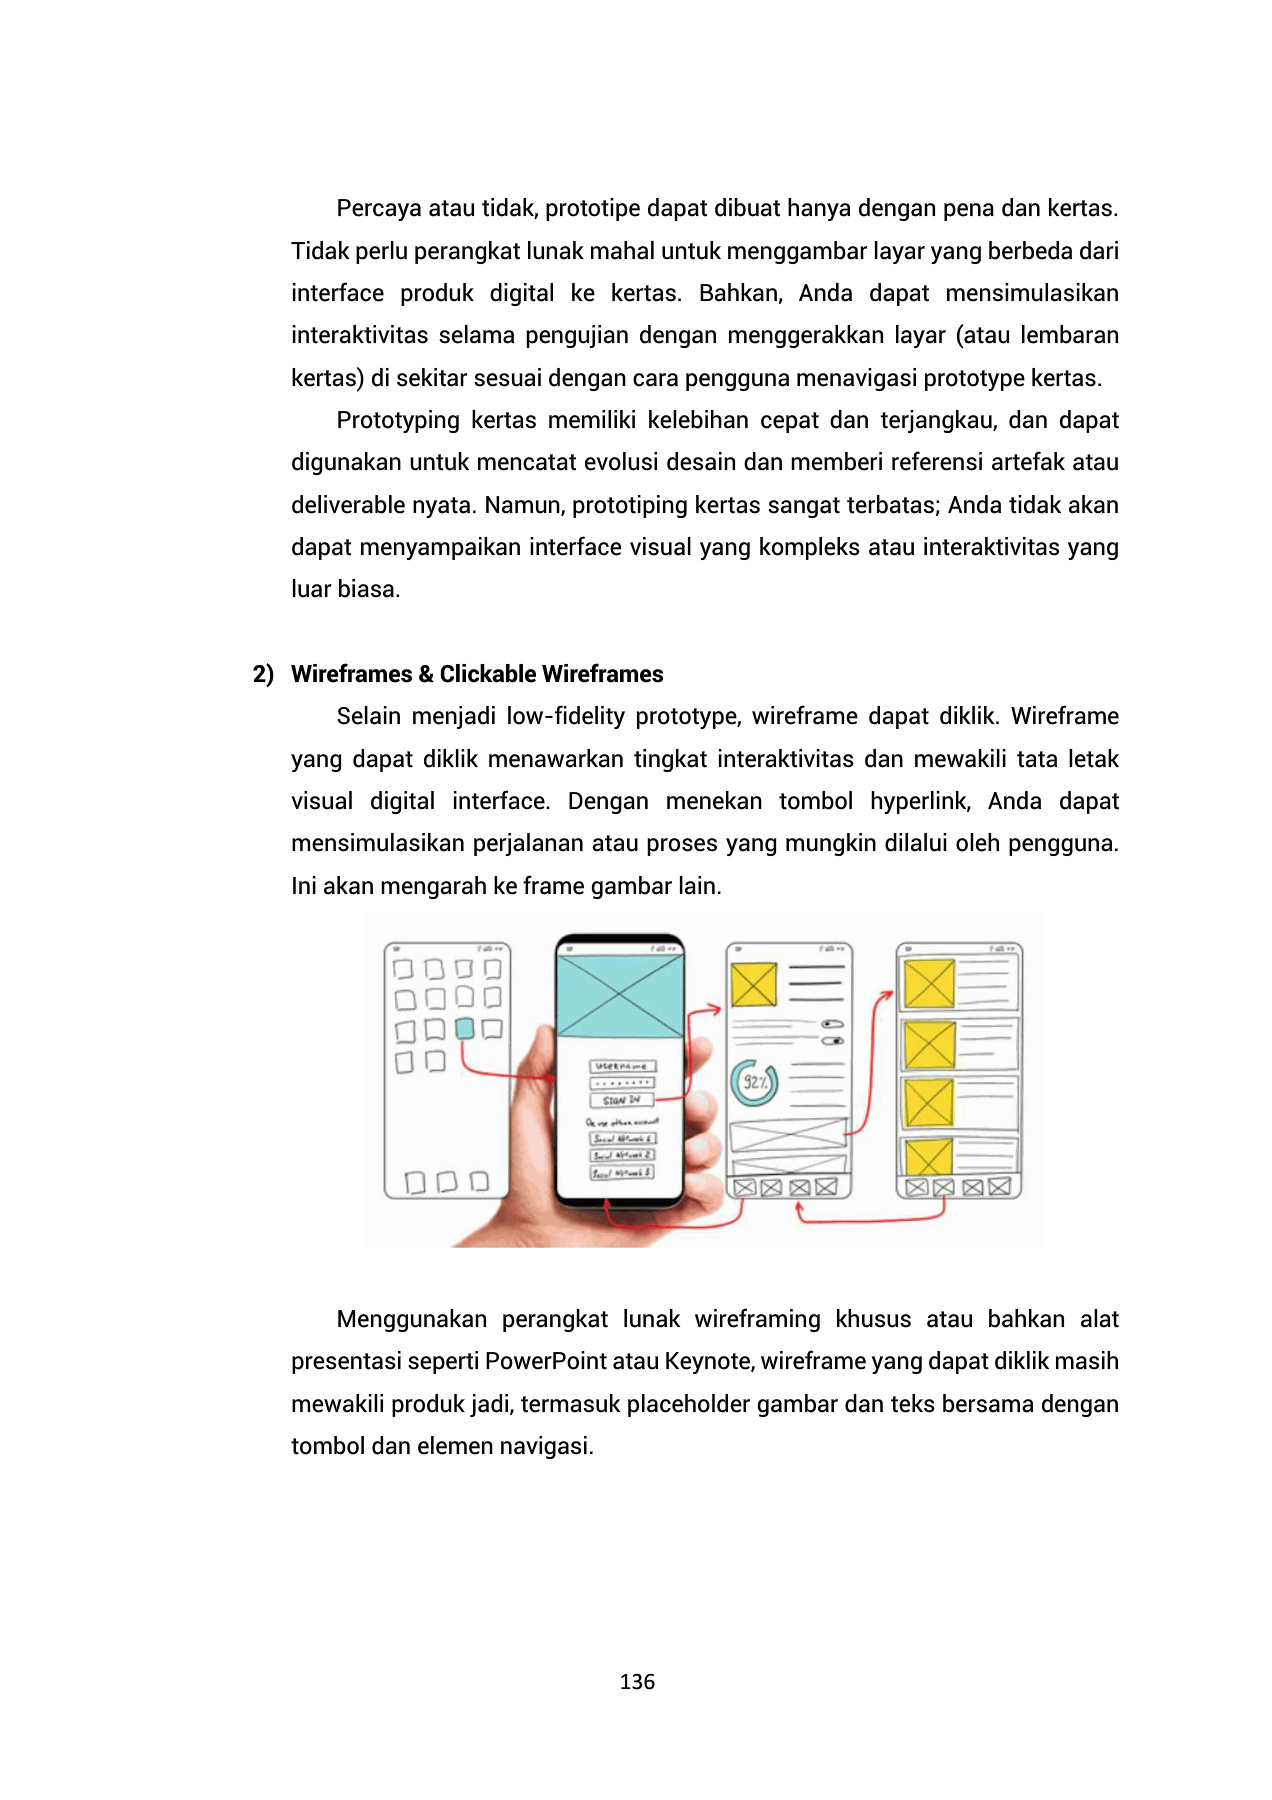 Percaya atau tidak, prototipe dapat dibuat hanya dengan pena dan kertas.
Tidak perlu perangkat lunak mahal untuk menggambar layar yang berbeda dari
interface produk digital ke kertas. Bahkan, Anda dapat mensimulasikan
interaktivitas selama pengujian dengan menggerakkan layar (atau lembaran
kertas) di sekitar sesuai dengan cara pengguna menavigasi prototype kertas.
Prototyping kertas memiliki kelebihan cepat dan terjangkau, dan dapat
digunakan untuk mencatat evolusi desain dan memberi referensi artefak atau
deliverable nyata. Namun, prototiping kertas sangat terbatas; Anda tidak akan
dapat menyampaikan interface visual yang kompleks atau interaktivitas yang
luar biasa.
2) Wireframes & Clickable Wireframes
Selain menjadi low-fidelity prototype, wireframe dapat diklik. Wireframe
yang dapat diklik menawarkan tingkat interaktivitas dan mewakili tata letak
visual digital interface. Dengan menekan tombol hyperlink, Anda dapat
mensimulasikan perjalanan atau proses yang mungkin dilalui oleh pengguna.
Ini akan mengarah ke frame gambar lain.
USERNAME
SIGN IN
Or use other account
Social Network 1
Social Network 2
Social Network 3
92%
Menggunakan perangkat lunak wireframing khusus atau bahkan alat
presentasi seperti PowerPoint atau Keynote, wireframe yang dapat diklik masih
mewakili produk jadi, termasuk placeholder gambar dan teks bersama dengan
tombol dan elemen navigasi.
136